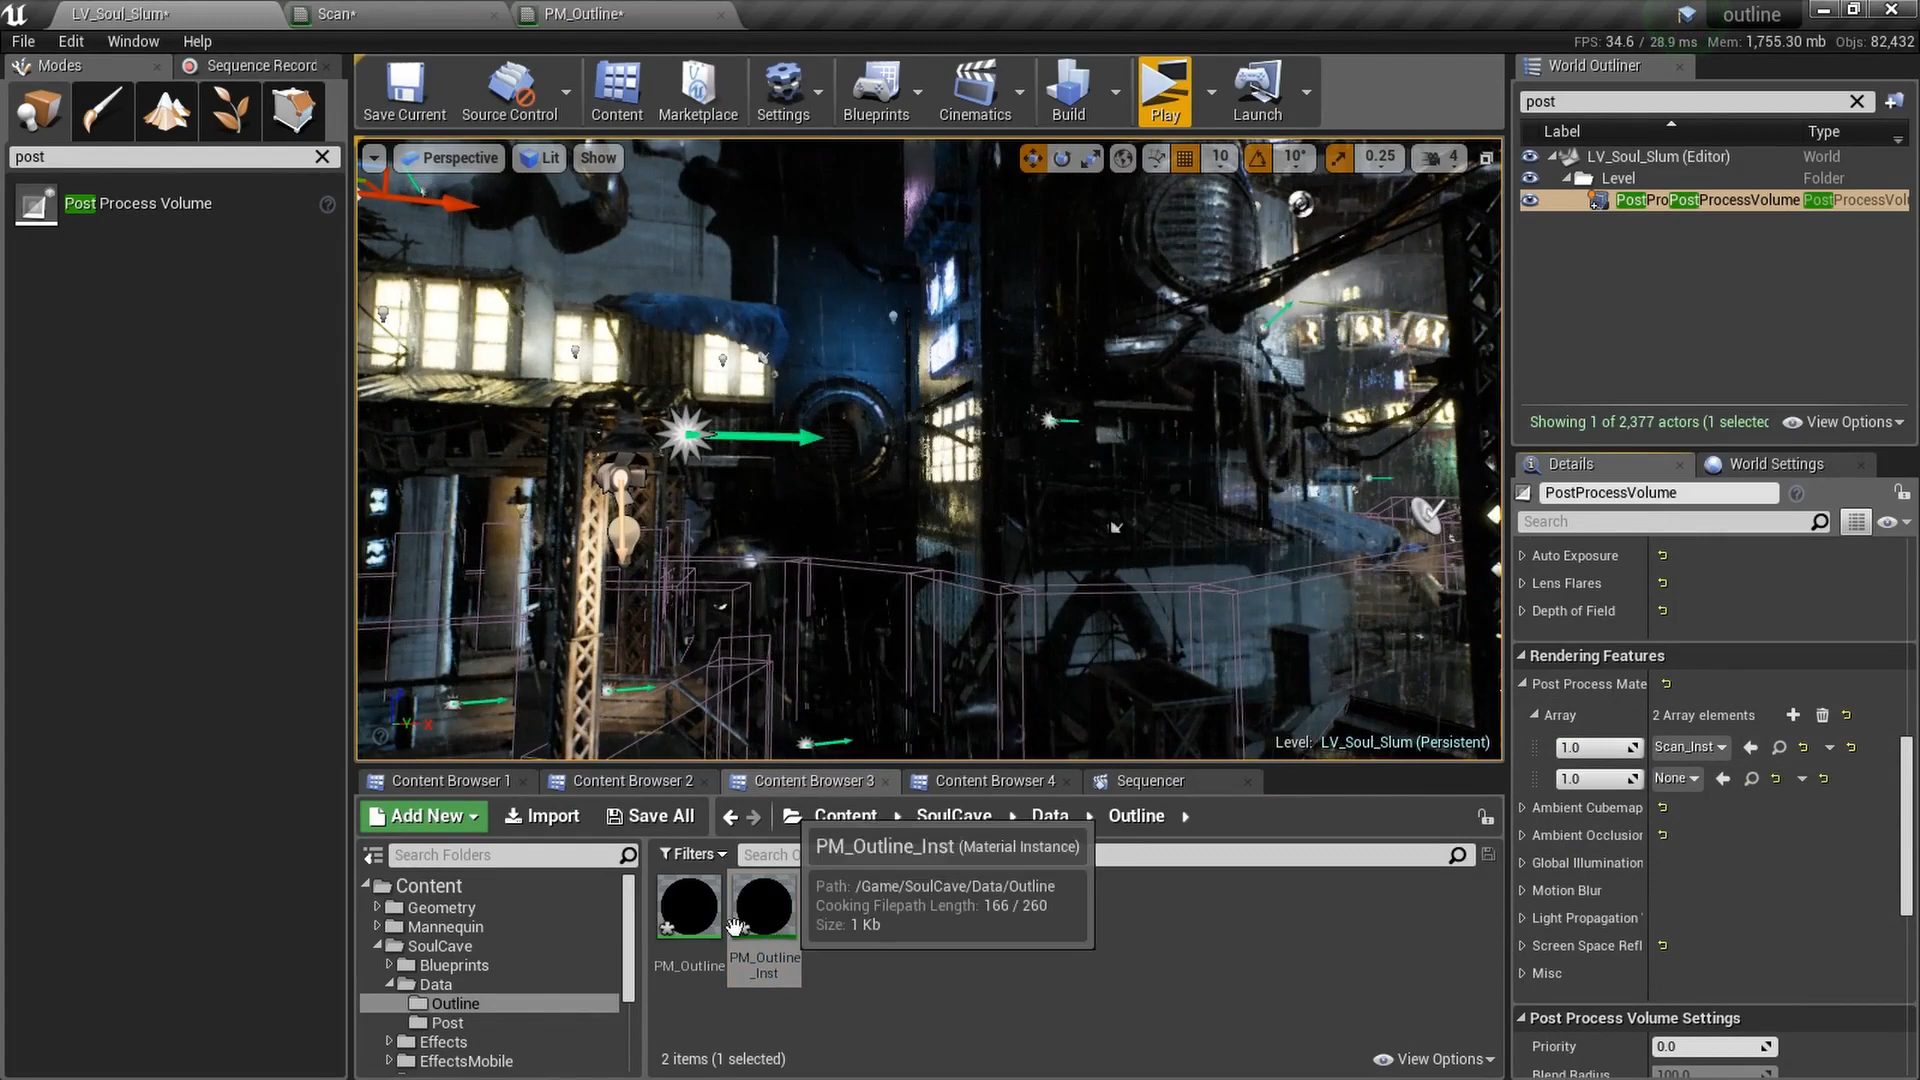 LV_Soul_Slum*
Scan*
PM_Outline*
outline
File
Edit
Window
Help
FPS: 34.6 / 28.9 ms Mem: 1,755.30 mb Objs: 82,432
Modes
Sequence Record
post
Post Process Volume
Save Current
Source Control
Content
Marketplace
Settings
Blueprints
Cinematics
Build
Play
Launch
Perspective
Lit
Show
10
10°
0.25
4
Level: LV_Soul_Slum (Persistent)
World Outliner
post
Label
Type
LV_Soul_Slum (Editor)
World
Level
Folder
PostProPostProcessVolume
PostProcessVolu
Showing 1 of 2,377 actors (1 selectec
View Options
Details
World Settings
PostProcessVolume
Search
Auto Exposure
Lens Flares
Depth of Field
Rendering Features
Post Process Mate
Array
2 Array elements
1.0
Scan_Inst
1.0
None
Ambient Cubemap
Ambient Occlusion
Global Illumination
Motion Blur
Light Propagation
Screen Space Refl
Misc
Post Process Volume Settings
Priority
0.0
Blend Radius
100.0
Content Browser 1
Content Browser 2
Content Browser 3
Content Browser 4
Sequencer
Add New
Import
Save All
Content
SoulCave
Data
Outline
Search Folders
Filters
Search O
PM_Outline_Inst (Material Instance)
Path: /Game/SoulCave/Data/Outline
Cooking Filepath Length: 166 / 260
Size: 1 Kb
Content
Geometry
Mannequin
SoulCave
Blueprints
Data
Outline
Post
Effects
EffectsMobile
PM_Outline
PM_Outline
_Inst
2 items (1 selected)
View Options